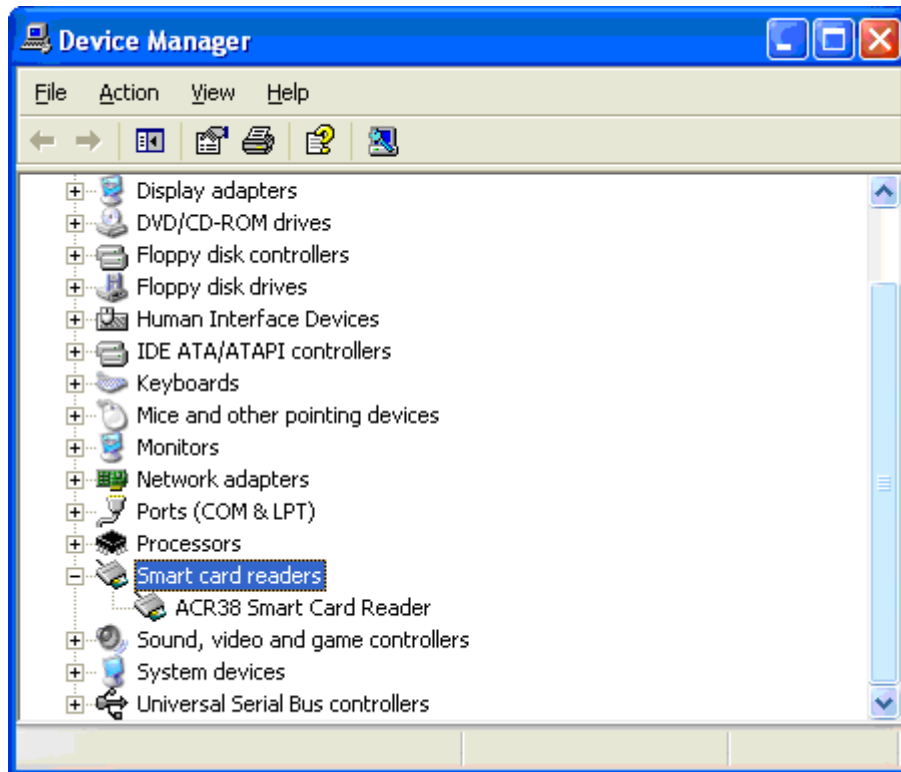 Device Manager
File Action View Help
Display adapters
DVD/CD-ROM drives
Floppy disk controllers
Floppy disk drives
Human Interface Devices
IDE ATA/ATAPI controllers
Keyboards
Mice and other pointing devices
Monitors
Network adapters
Ports (COM & LPT)
Processors
Smart card readers
ACR38 Smart Card Reader
Sound, video and game controllers
System devices
Universal Serial Bus controllers